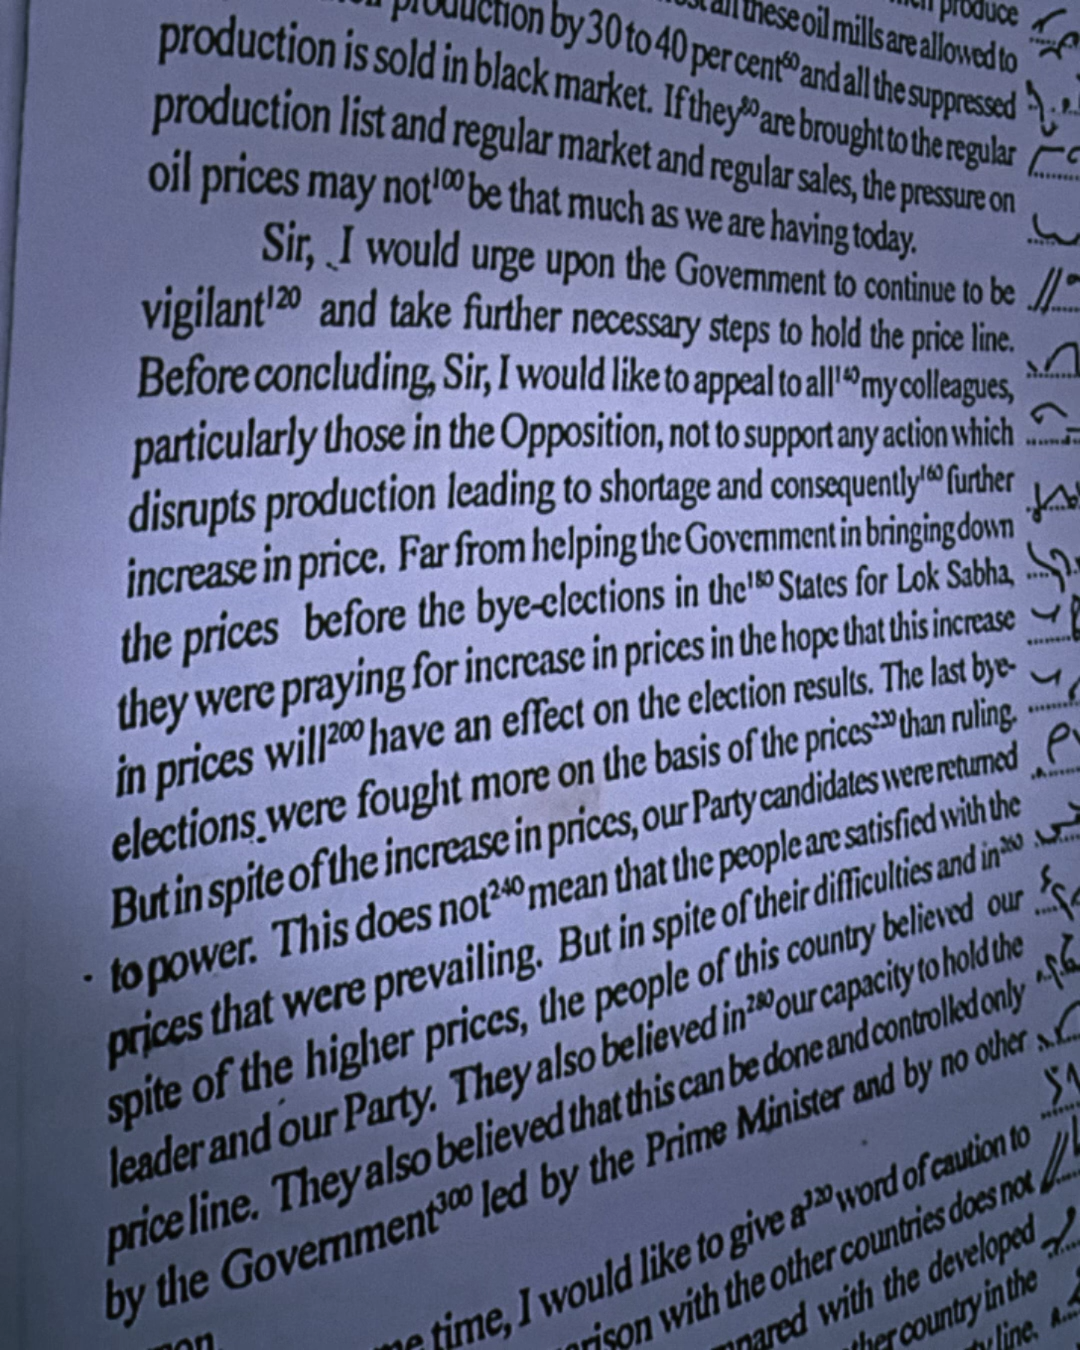 produce
production by 30 to 40 per cent⁶⁰ and all the suppressed
all these oil mills are allowed to
production is sold in black market. If they⁸⁰ are brought to the regular
production list and regular market and regular sales, the pressure on
oil prices may not¹⁰⁰ be that much as we are having today.
Sir, I would urge upon the Government to continue to be
vigilant¹²⁰ and take further necessary steps to hold the price line.
Before concluding, Sir, I would like to appeal to all¹⁴⁰ my colleagues,
particularly those in the Opposition, not to support any action which
disrupts production leading to shortage and consequently¹⁶⁰ further
increase in price. Far from helping the Government in bringing down
the prices before the bye-elections in the¹⁸⁰ States for Lok Sabha,
they were praying for increase in prices in the hope that this increase
in prices will²⁰⁰ have an effect on the election results. The last bye-
elections were fought more on the basis of the prices²²⁰ than ruling.
But in spite of the increase in prices, our Party candidates were returned
to power. This does not²⁴⁰ mean that the people are satisfied with the
prices that were prevailing. But in spite of their difficulties and in²⁶⁰
spite of the higher prices, the people of this country believed our
leader and our Party. They also believed in²⁸⁰ our capacity to hold the
price line. They also believed that this can be done and controlled only
by the Government³⁰⁰ led by the Prime Minister and by no other
time, I would like to give a³²⁰ word of caution to
with the other countries does not
with the developed
country in the
line.